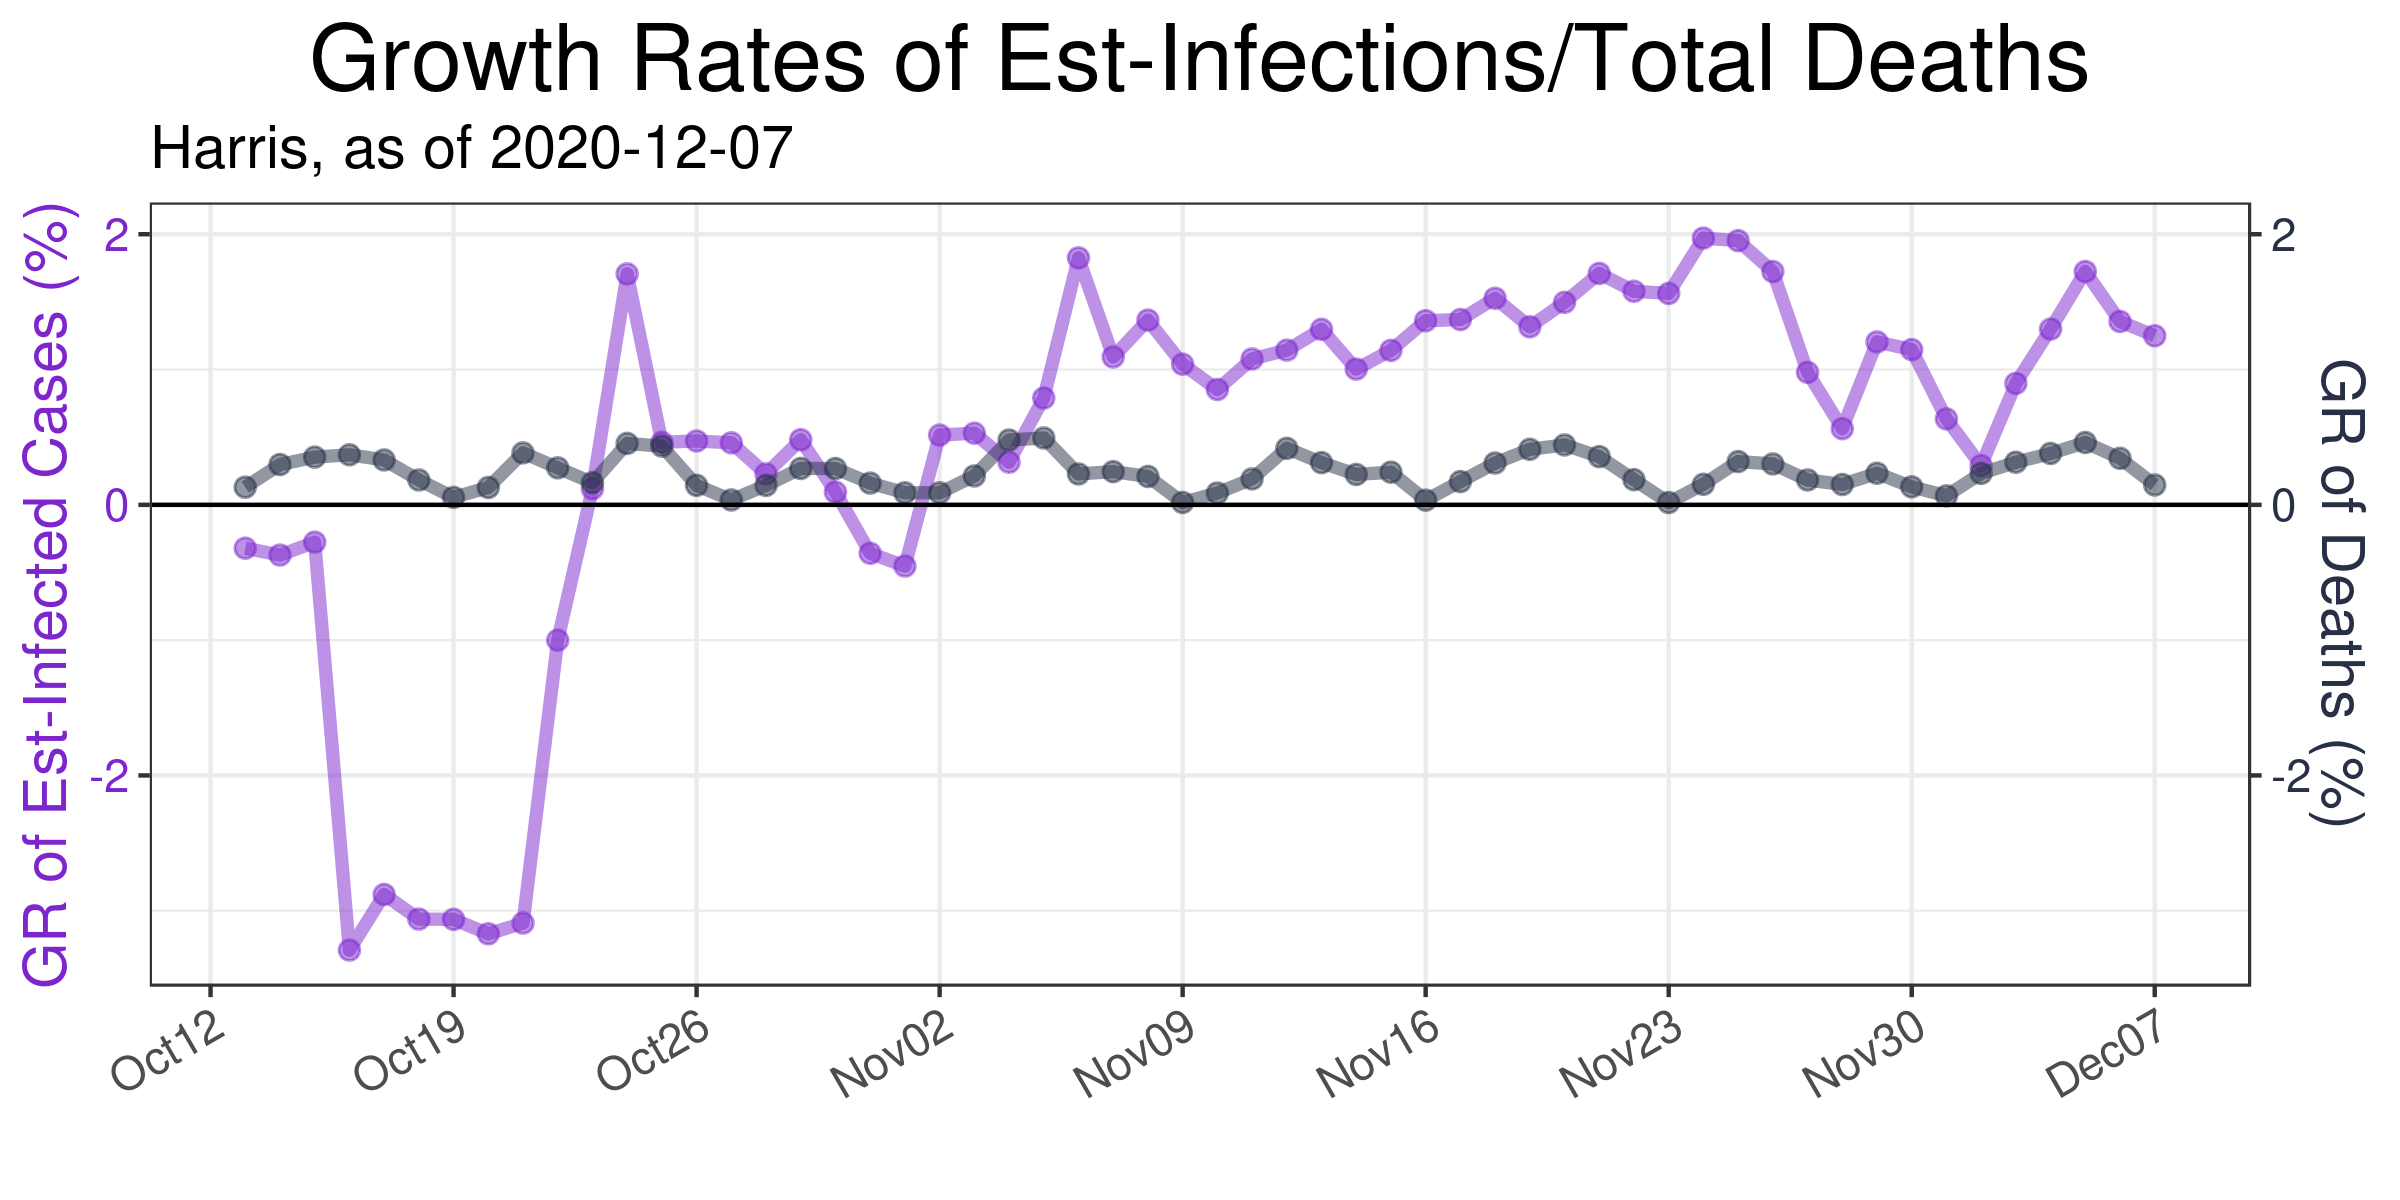 Growth Rates of Est-Infections/Total Deaths
Harris, as of 2020-12-07
GR of Est-Infected Cases (%)
2
0
-2
2
0
-2
GR of Deaths (%)
Oct12
Oct19
Oct26
Nov02
Nov09
Nov16
Nov23
Nov30
Dec07